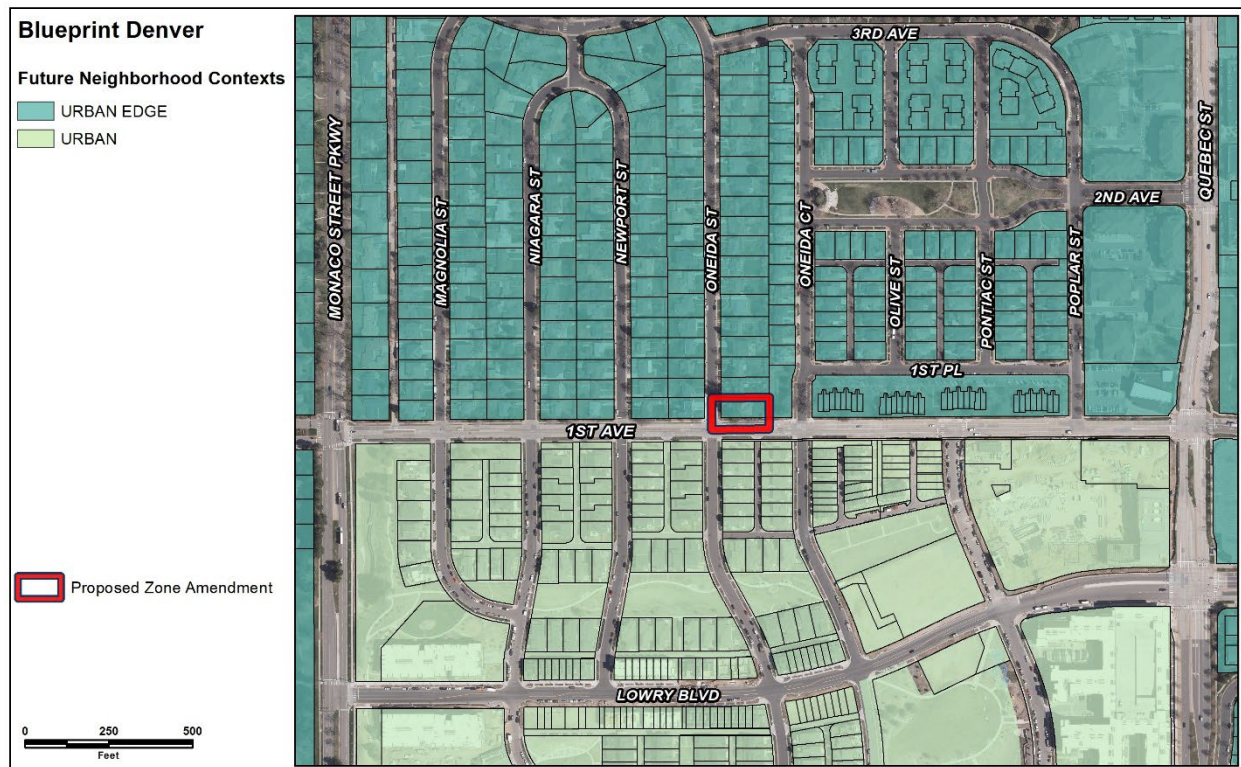 Blueprint Denver
Future Neighborhood Contexts
URBAN EDGE
URBAN
Proposed Zone Amendment
0 250 500
Feet
3RD AVE
MONACO STREET PKWY
MAGNOLIA ST
NIAGARA ST
NEWPORT ST
ONEIDA ST
ONEIDA CT
OLIVE ST
PONTIAC ST
POPLAR ST
QUEBEC ST
2ND AVE
1ST PL
1ST AVE
LOWRY BLVD